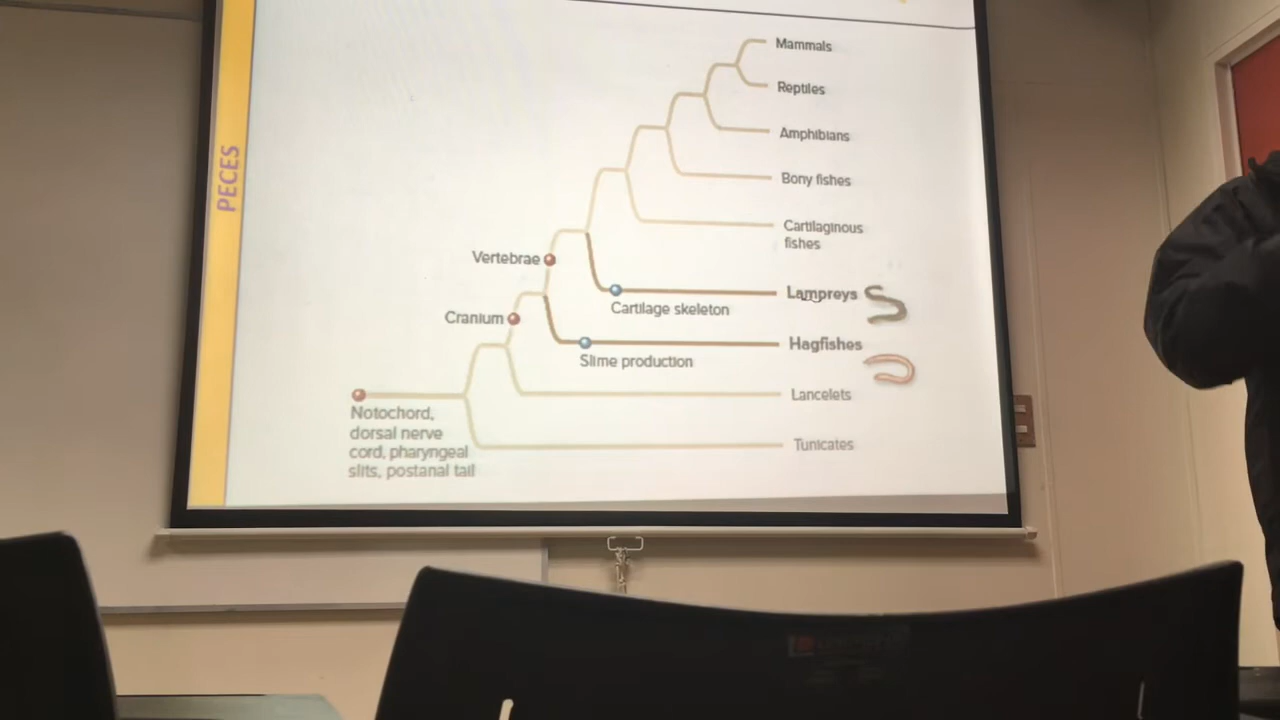 PECES
Mammals
Reptiles
Amphibians
Bony fishes
Cartilaginous
fishes
Vertebrae
Lampreys
Cartilage skeleton
Cranium
Hagfishes
Slime production
Lancelets
Notochord,
dorsal nerve
cord, pharyngeal
slits, postanal tail
Tunicates